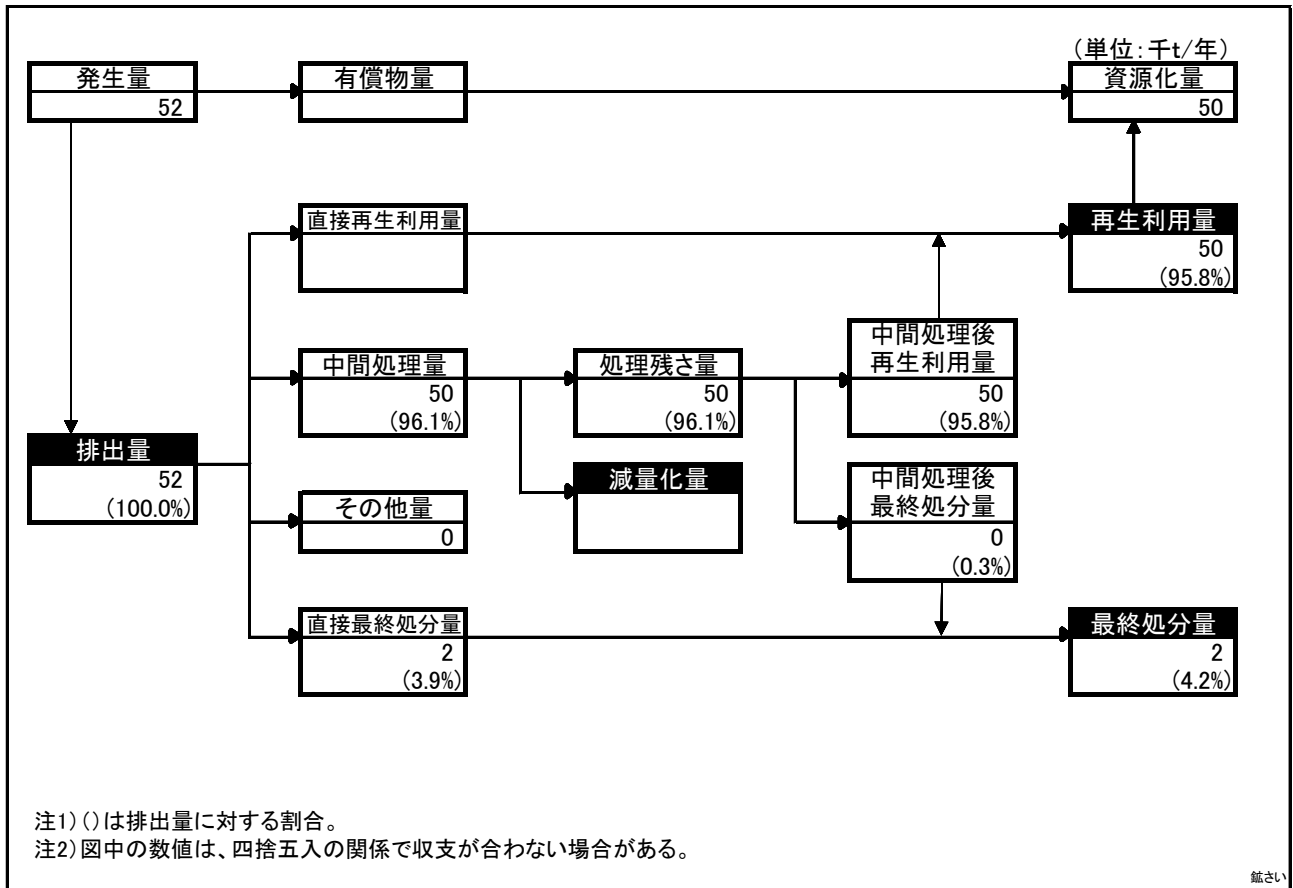 (単位:千t/年)
発生量
52
有償物量
資源化量
50
直接再生利用量
再生利用量
50
(95.8%)
中間処理量
50
(96.1%)
処理残さ量
50
(96.1%)
中間処理後
再生利用量
50
(95.8%)
排出量
52
(100.0%)
減量化量
その他量
0
中間処理後
最終処分量
0
(0.3%)
直接最終処分量
2
(3.9%)
最終処分量
2
(4.2%)
注1)()は排出量に対する割合。
注2)図中の数値は、四捨五入の関係で収支が合わない場合がある。
鉱さい